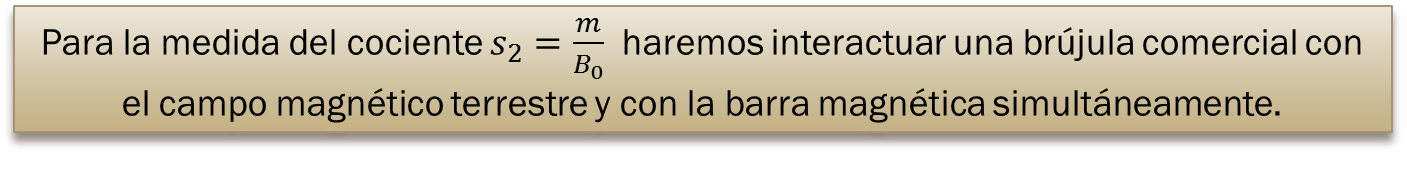 Para la medida del cociente s₂ = m/B₀ haremos interactuar una brújula comercial con
el campo magnético terrestre y con la barra magnética simultáneamente.